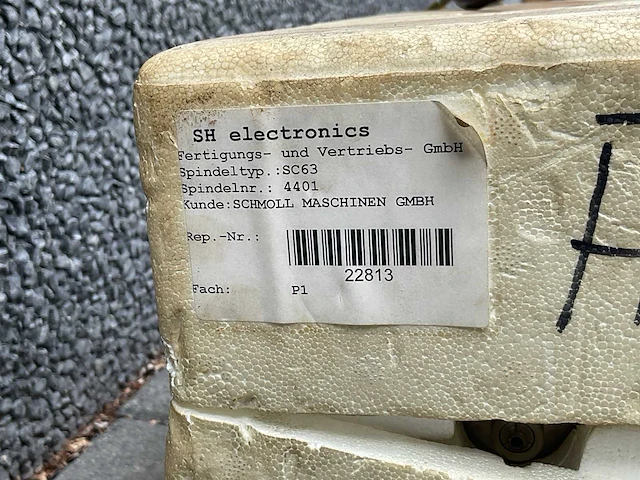 SH electronics
Fertigungs- und Vertriebs- GmbH
Spindeltyp.:SC63
Spindelnr.: 4401
Kunde:SCHMOLL MASCHINEN GMBH
Rep.-Nr.:
22813
Fach: P1